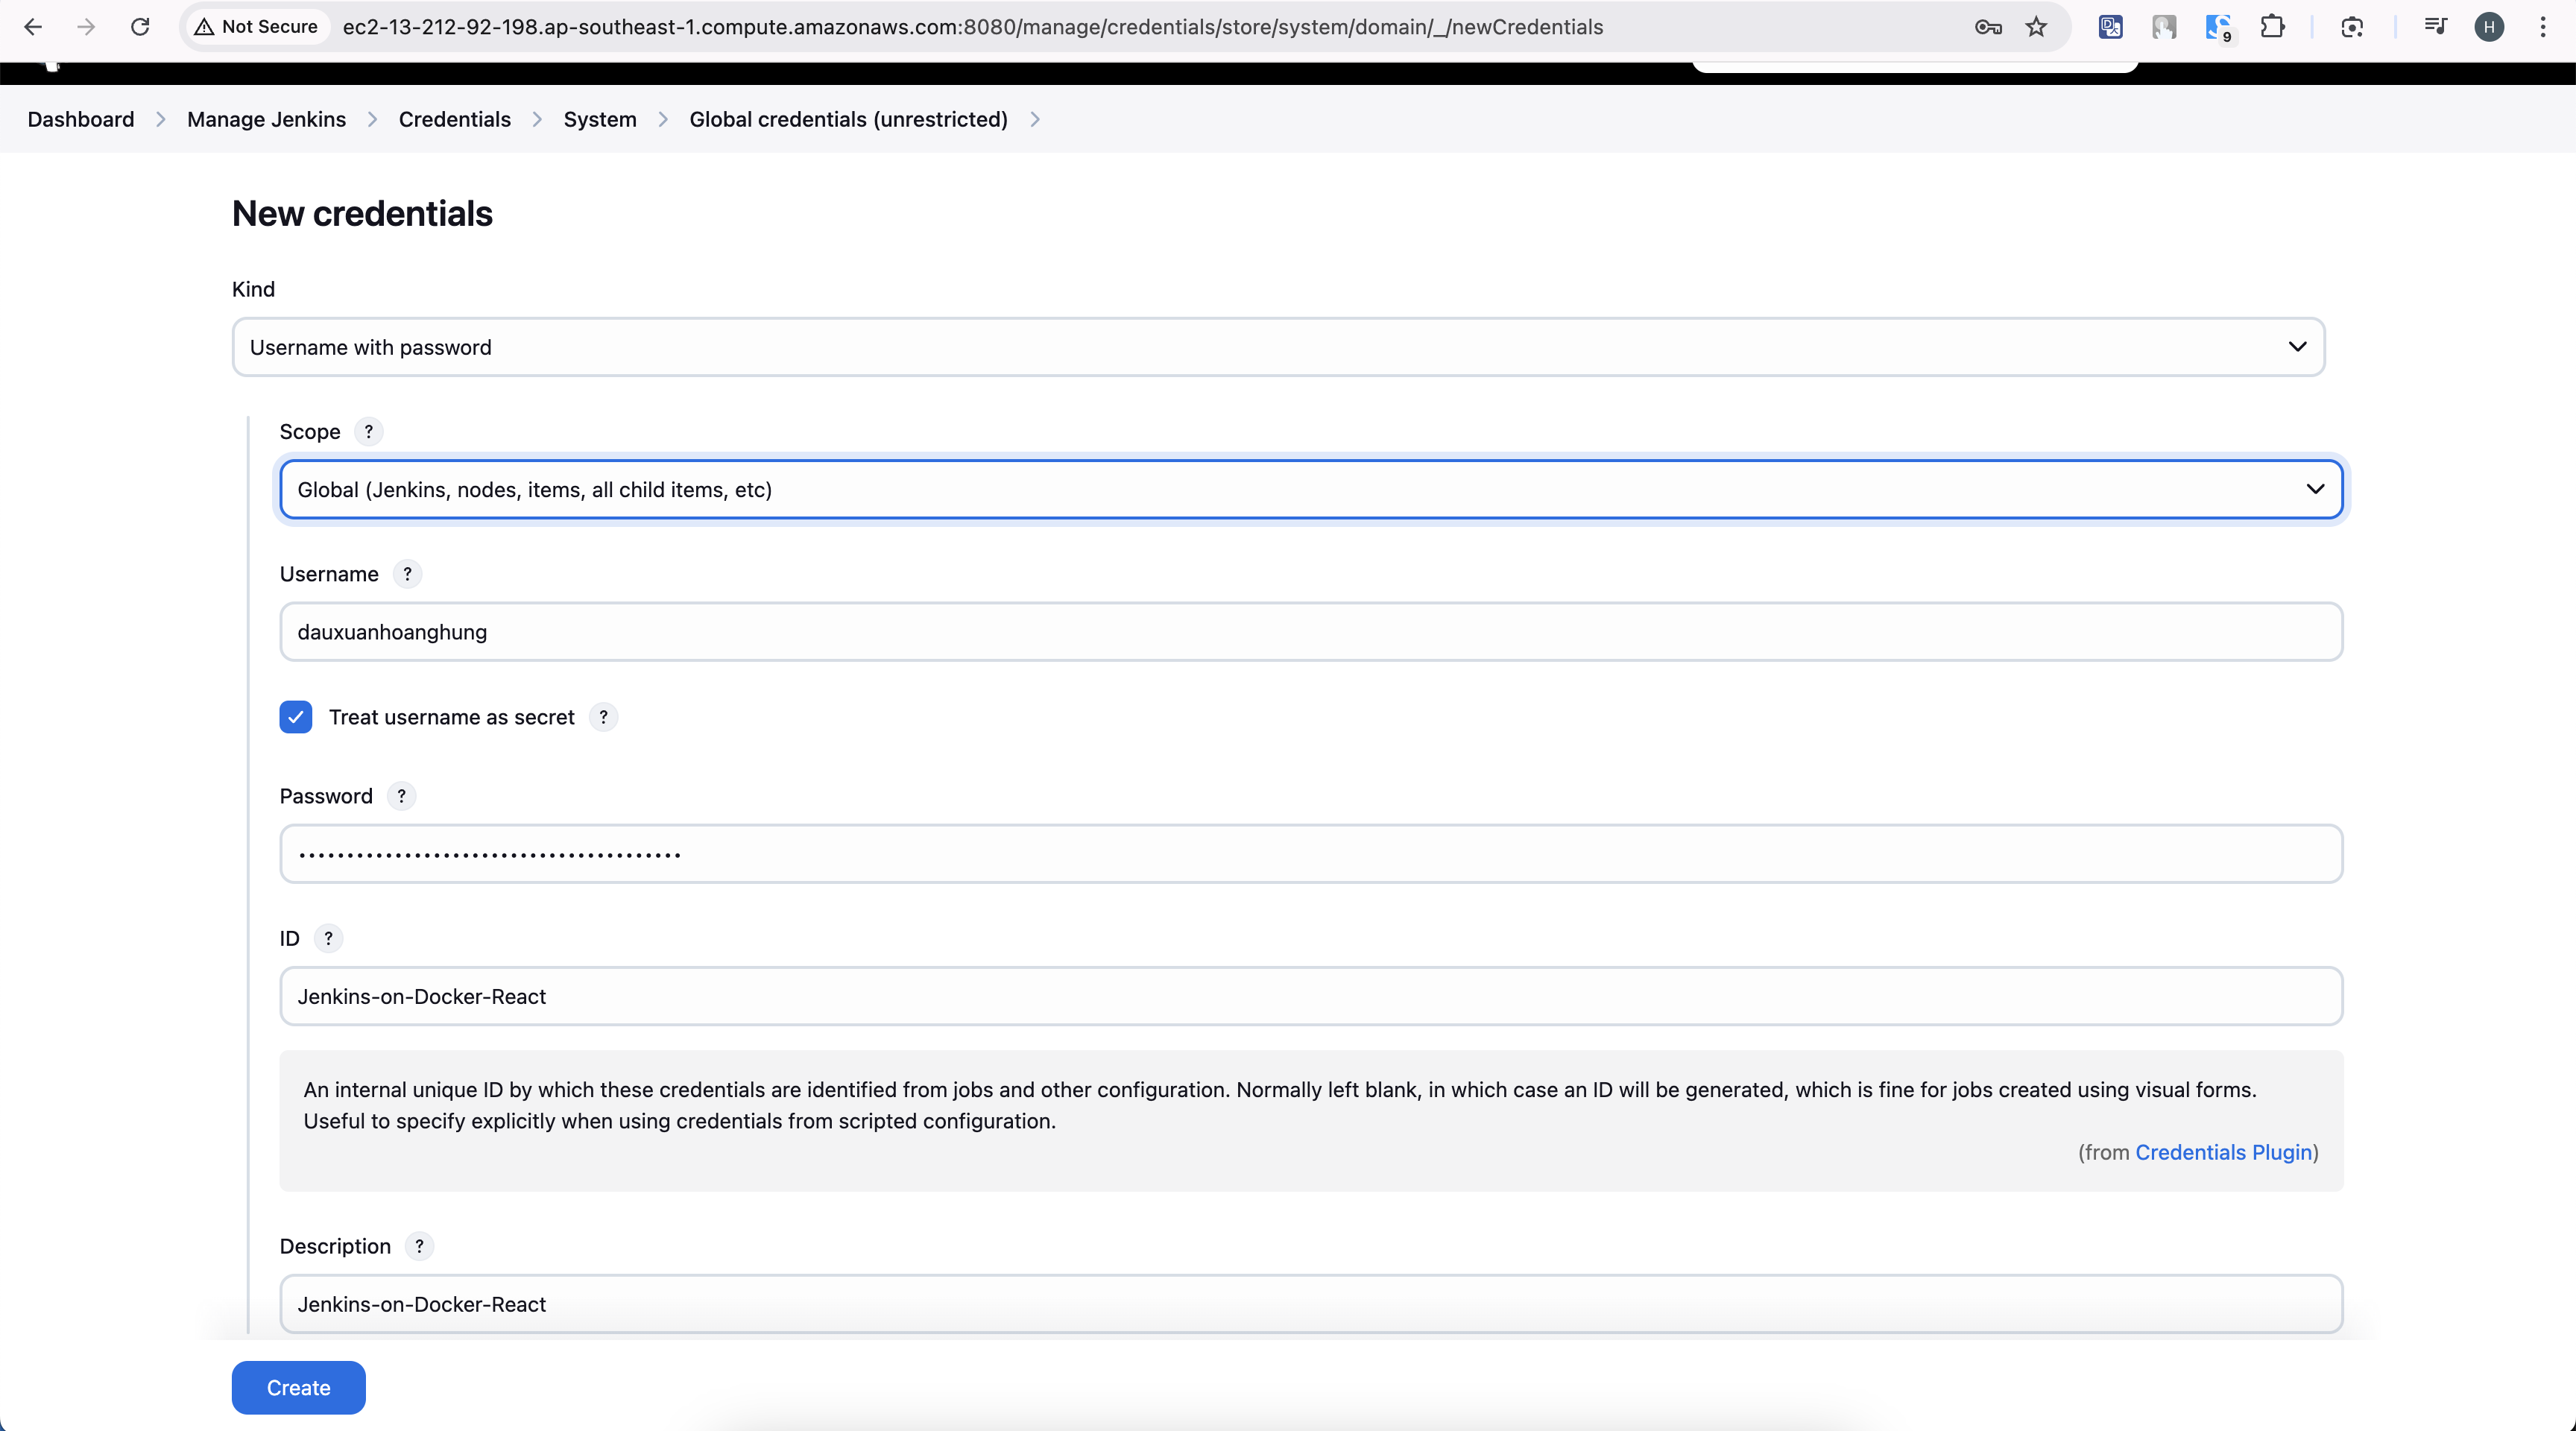 Not Secure ec2-13-212-92-198.ap-southeast-1.compute.amazonaws.com:8080/manage/credentials/store/system/domain/_/newCredentials 9 H
Dashboard Manage Jenkins Credentials System Global credentials (unrestricted)
New credentials
Kind
Username with password
Scope ?
Global (Jenkins, nodes, items, all child items, etc)
Username ?
dauxuanhoanghung
Treat username as secret ?
Password ?
••••••••••••••••••••••••••••••••••••••••
ID ?
Jenkins-on-Docker-React
An internal unique ID by which these credentials are identified from jobs and other configuration. Normally left blank, in which case an ID will be generated, which is fine for jobs created using visual forms.
Useful to specify explicitly when using credentials from scripted configuration.
(from Credentials Plugin)
Description ?
Jenkins-on-Docker-React
Create